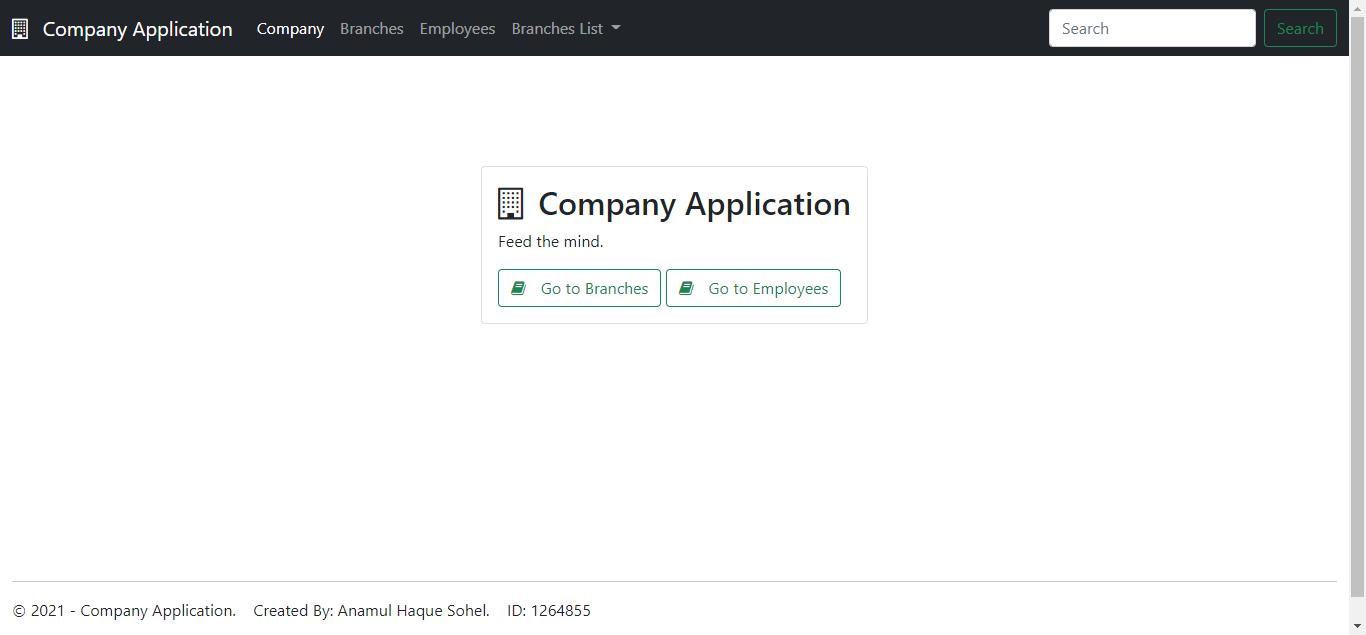 Company Application Company Branches Employees Branches List Search Search
Company Application
Feed the mind.
Go to Branches Go to Employees
© 2021 - Company Application. Created By: Anamul Haque Sohel. ID: 1264855